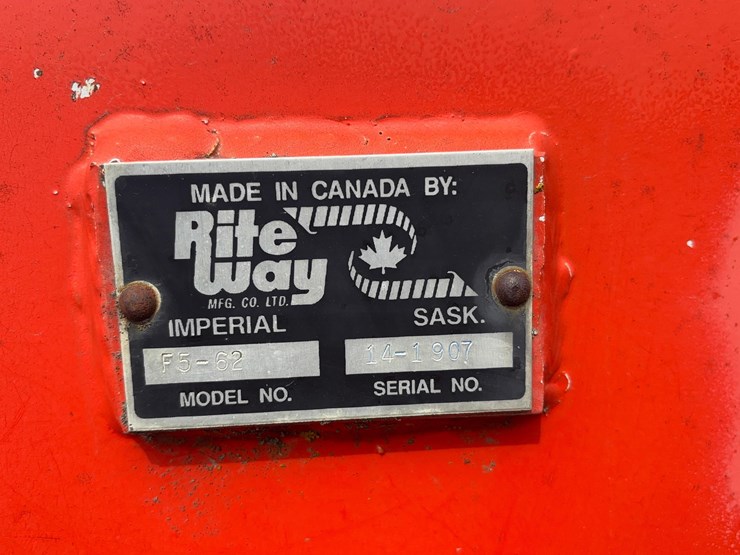 MADE IN CANADA BY:
Rite
Way
MFG. CO. LTD.
IMPERIAL SASK.
F5-62 14-1907
MODEL NO. SERIAL NO.